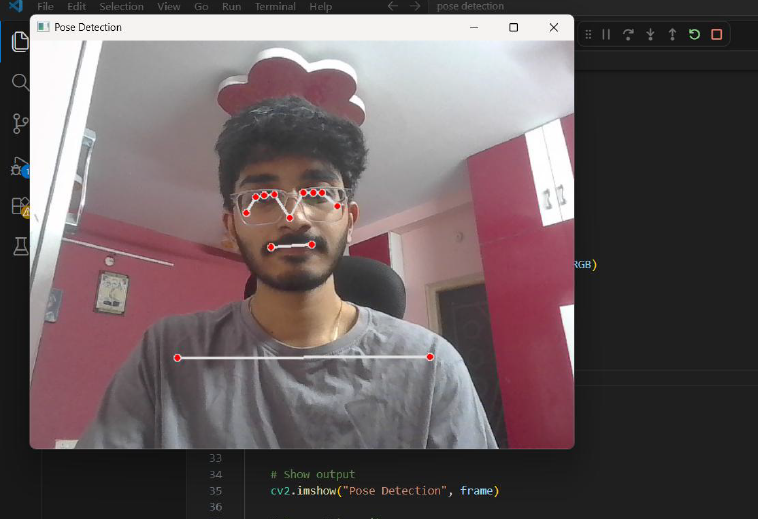 File Edit Selection View Go Run Terminal Help
pose detection
Pose Detection
RGB)
33
34 # Show output
35 cv2.imshow("Pose Detection", frame)
36